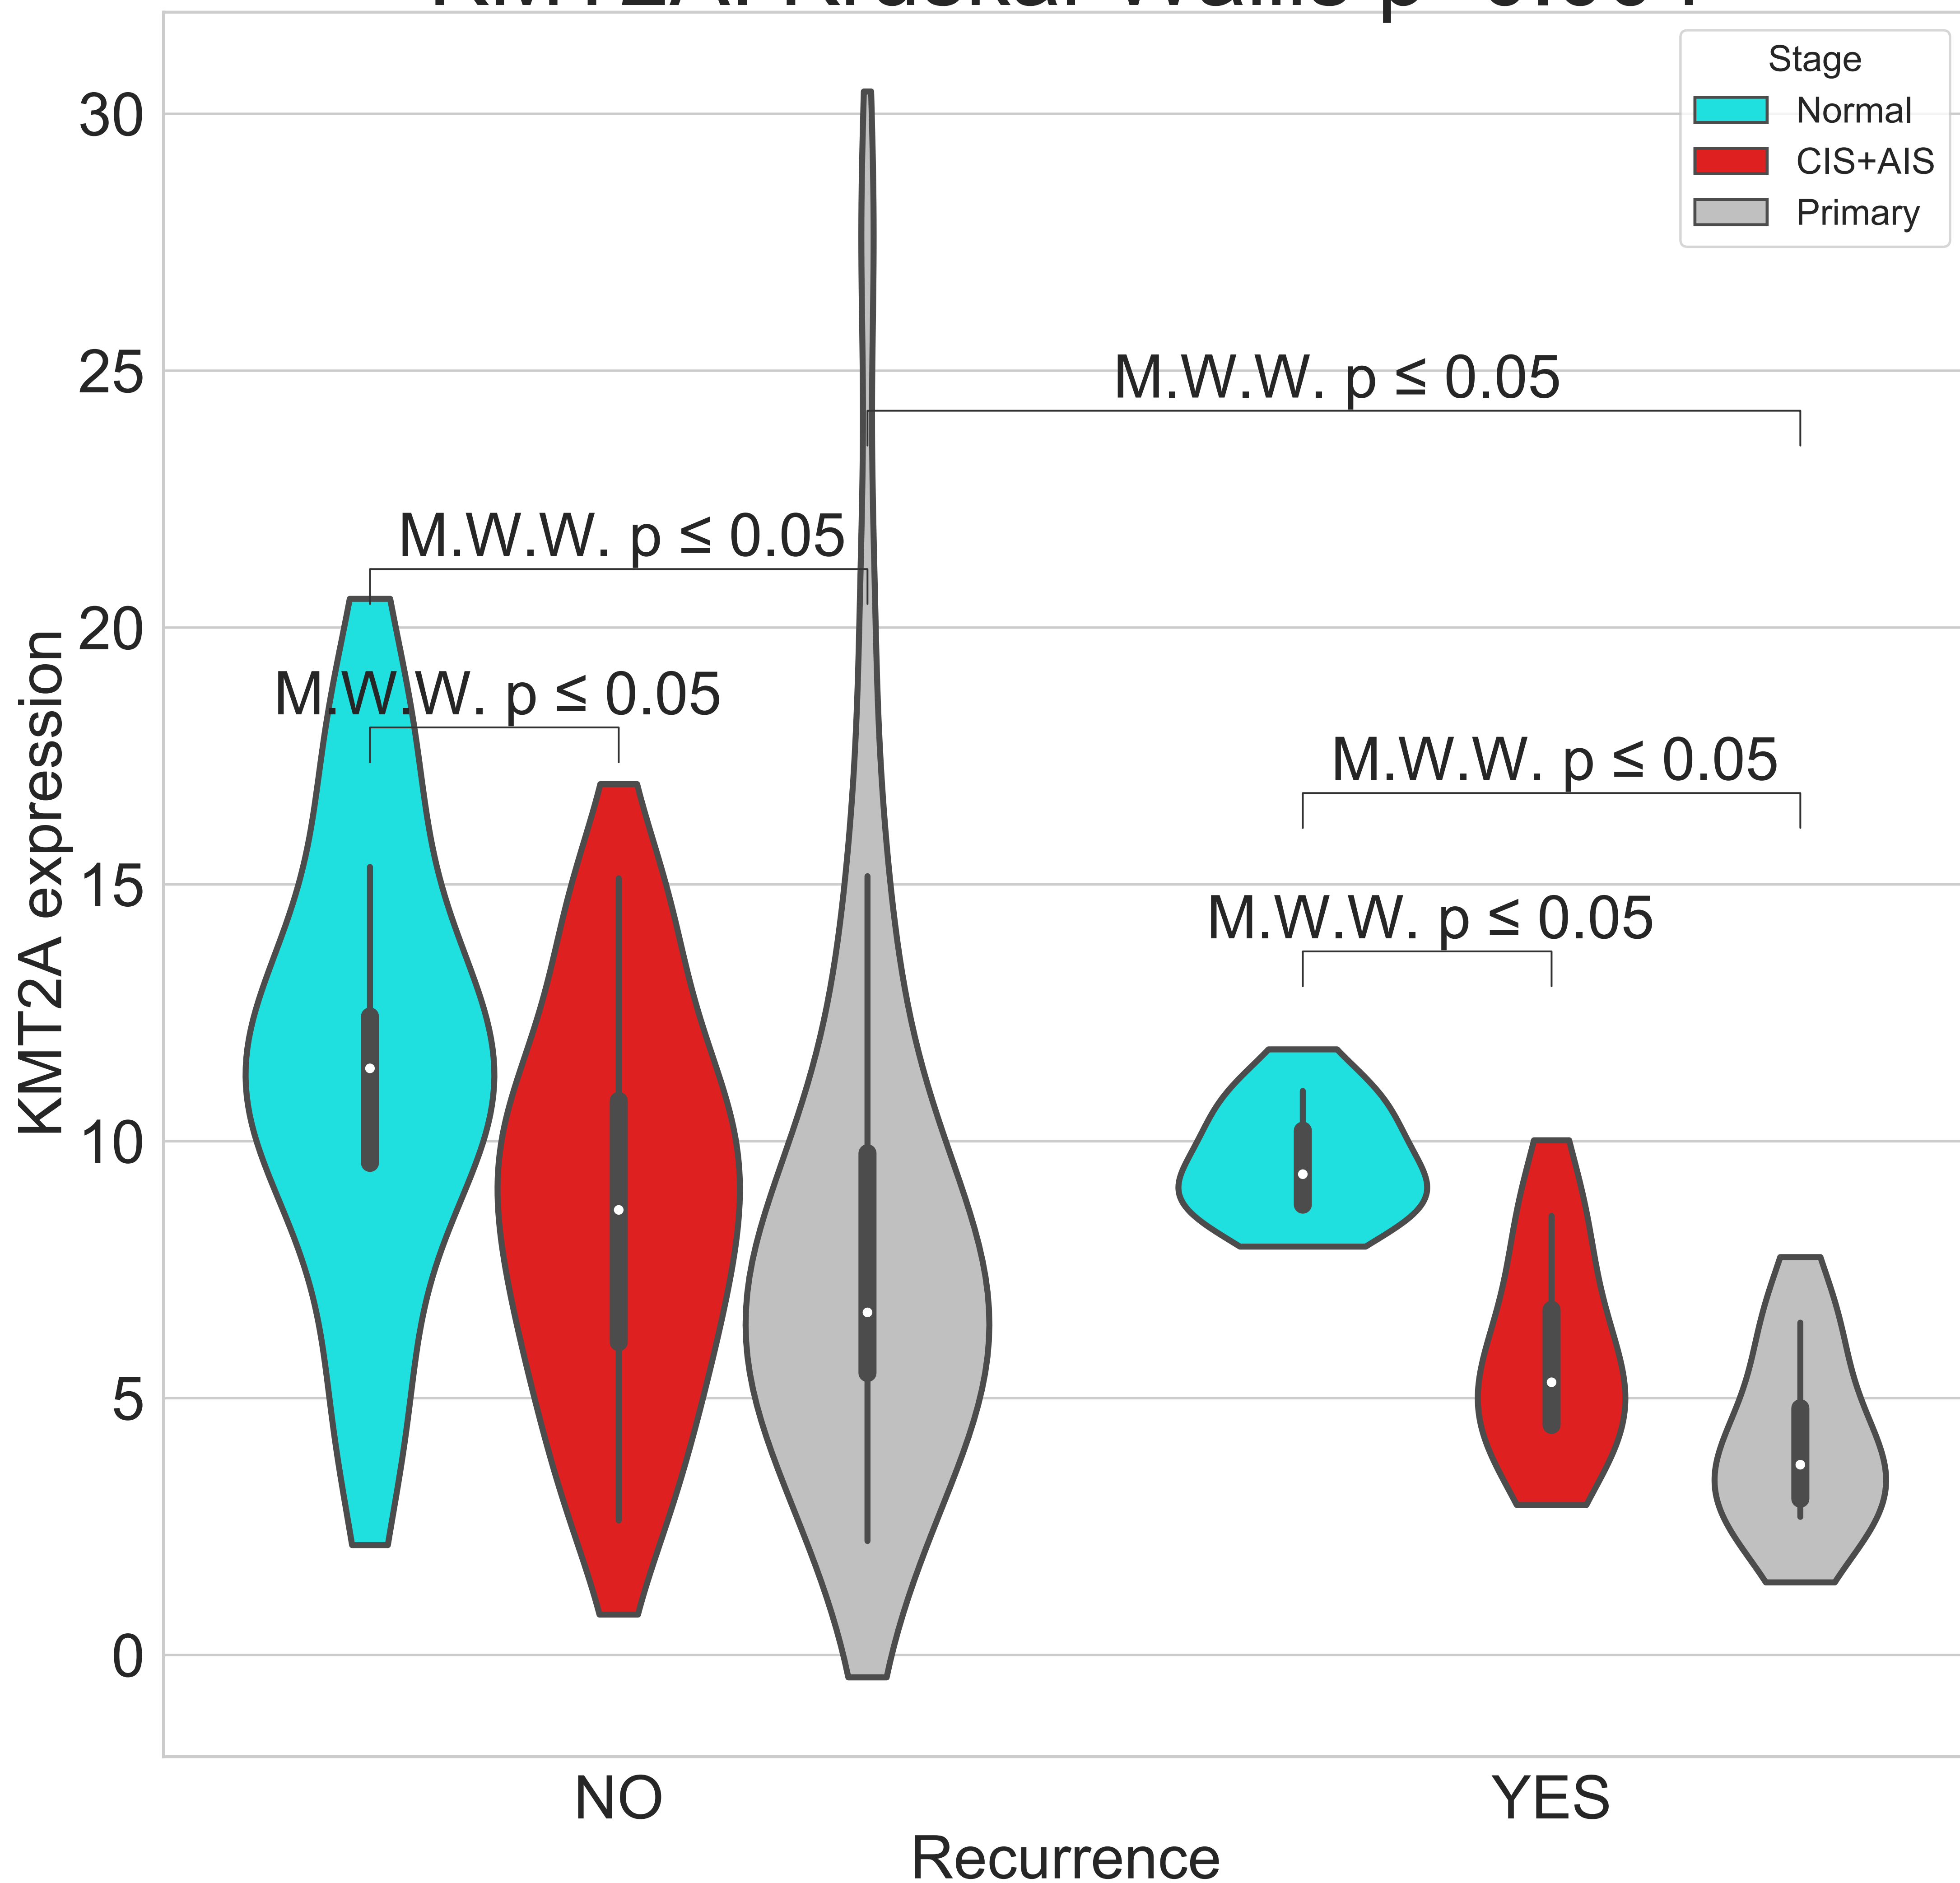 Stage
Normal
CIS+AIS
Primary
30
25
20
15
10
5
0
KMT2A expression
M.W.W. p ≤ 0.05
M.W.W. p ≤ 0.05
M.W.W. p ≤ 0.05
M.W.W. p ≤ 0.05
M.W.W. p ≤ 0.05
NO
YES
Recurrence